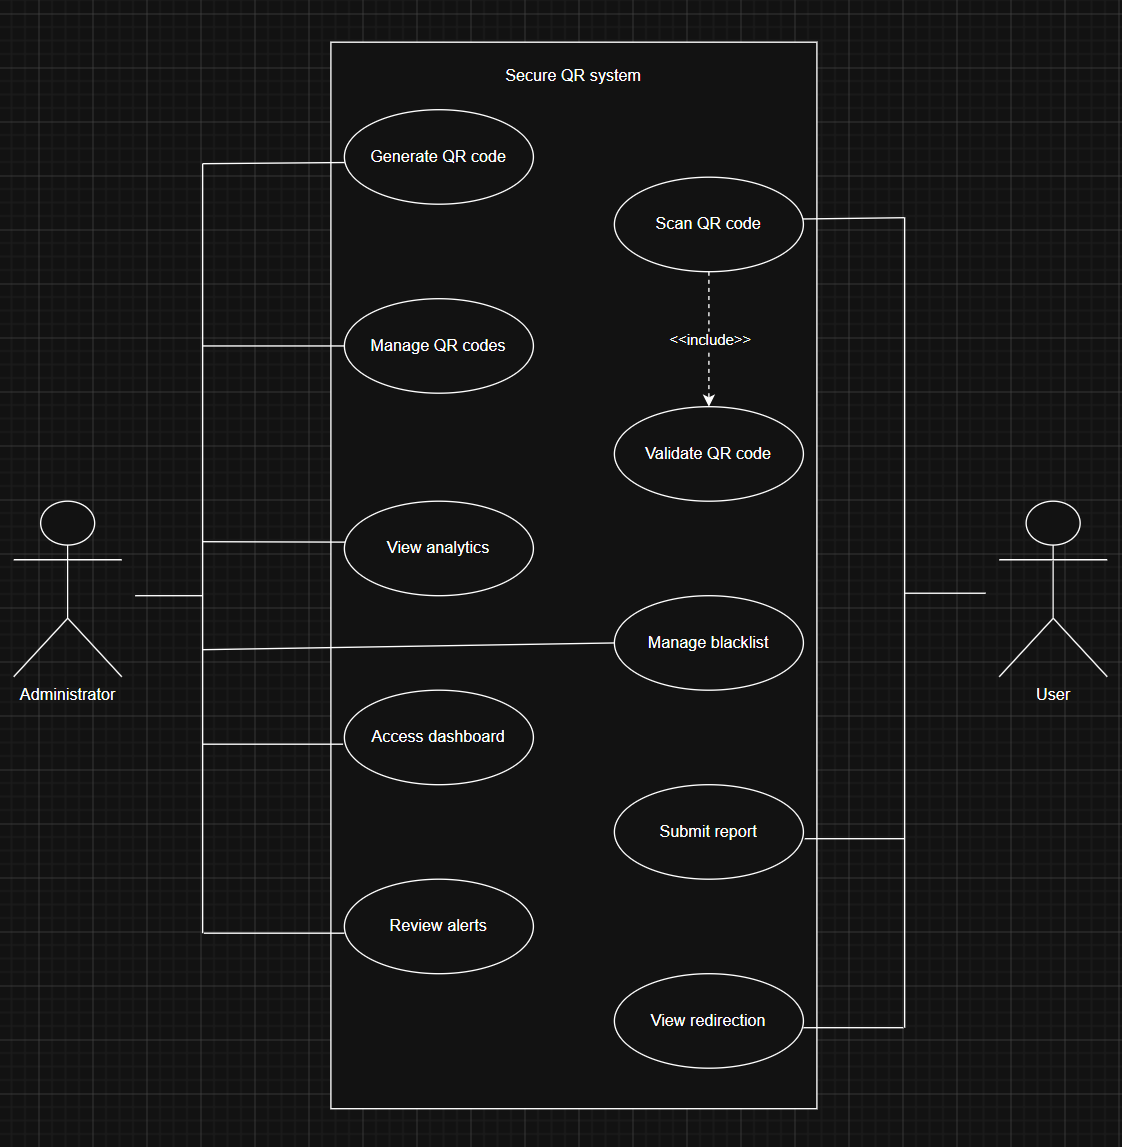 Secure QR system
Generate QR code
Scan QR code
<<include>>
Manage QR codes
Validate QR code
View analytics
Manage blacklist
Administrator
User
Access dashboard
Submit report
Review alerts
View redirection